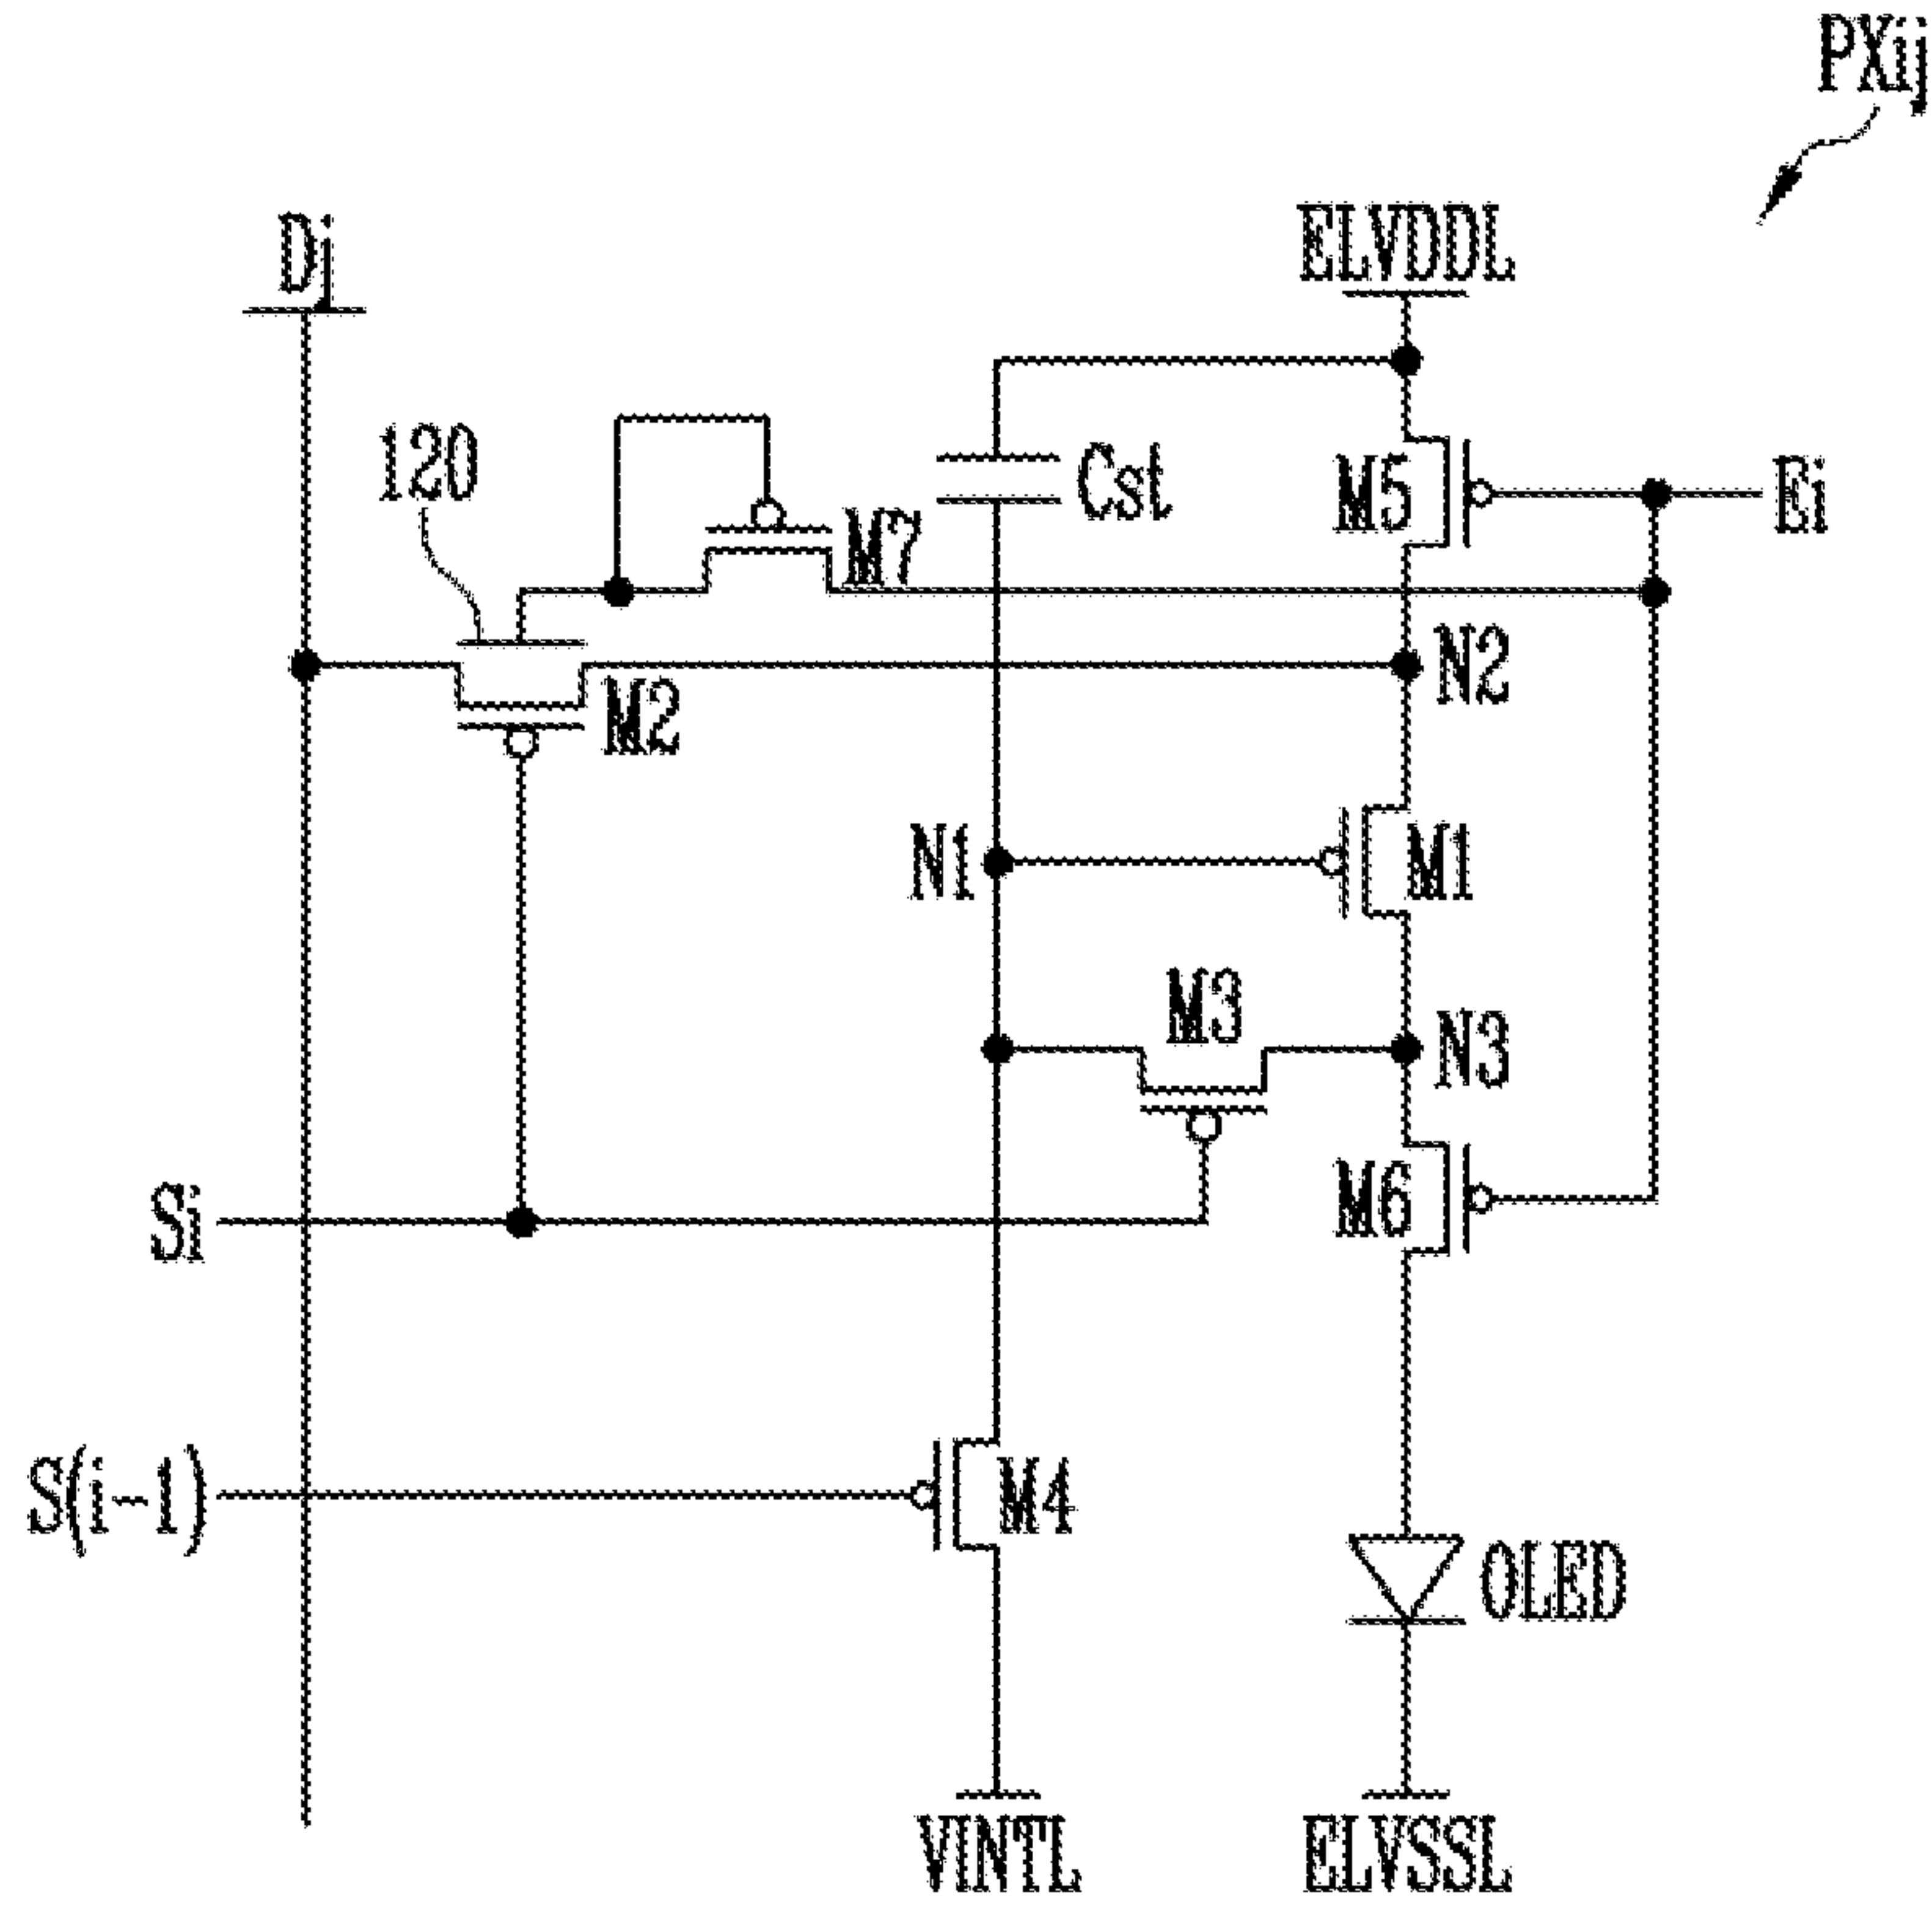 PXij
Dj
ELVDDL
120
Cst
M5
Ei
M7
N2
M2
N1
M1
M3
N3
Si
M6
S(i-1)
M4
OLED
VINTL
ELVSSL